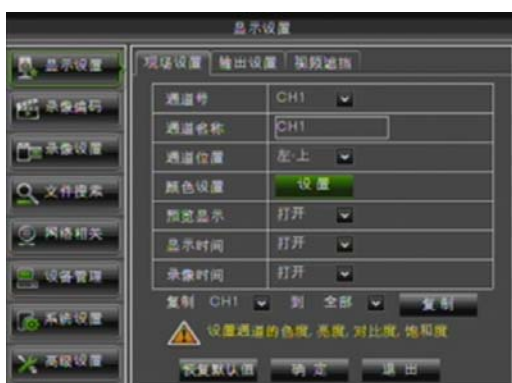 显示设置
显示设置
录像编码
录像设置
文件搜索
网络相关
设备管理
系统设置
高级设置
现场设置 输出设置 视频遮挡
通道号 CH1
通道名称 CH1
通道位置 左-上
颜色设置 设置
预览显示 打开
显示时间 打开
录像时间 打开
复制 CH1 到 全部 复制
设置通道的色度, 亮度, 对比度, 饱和度
恢复默认值 确定 退出